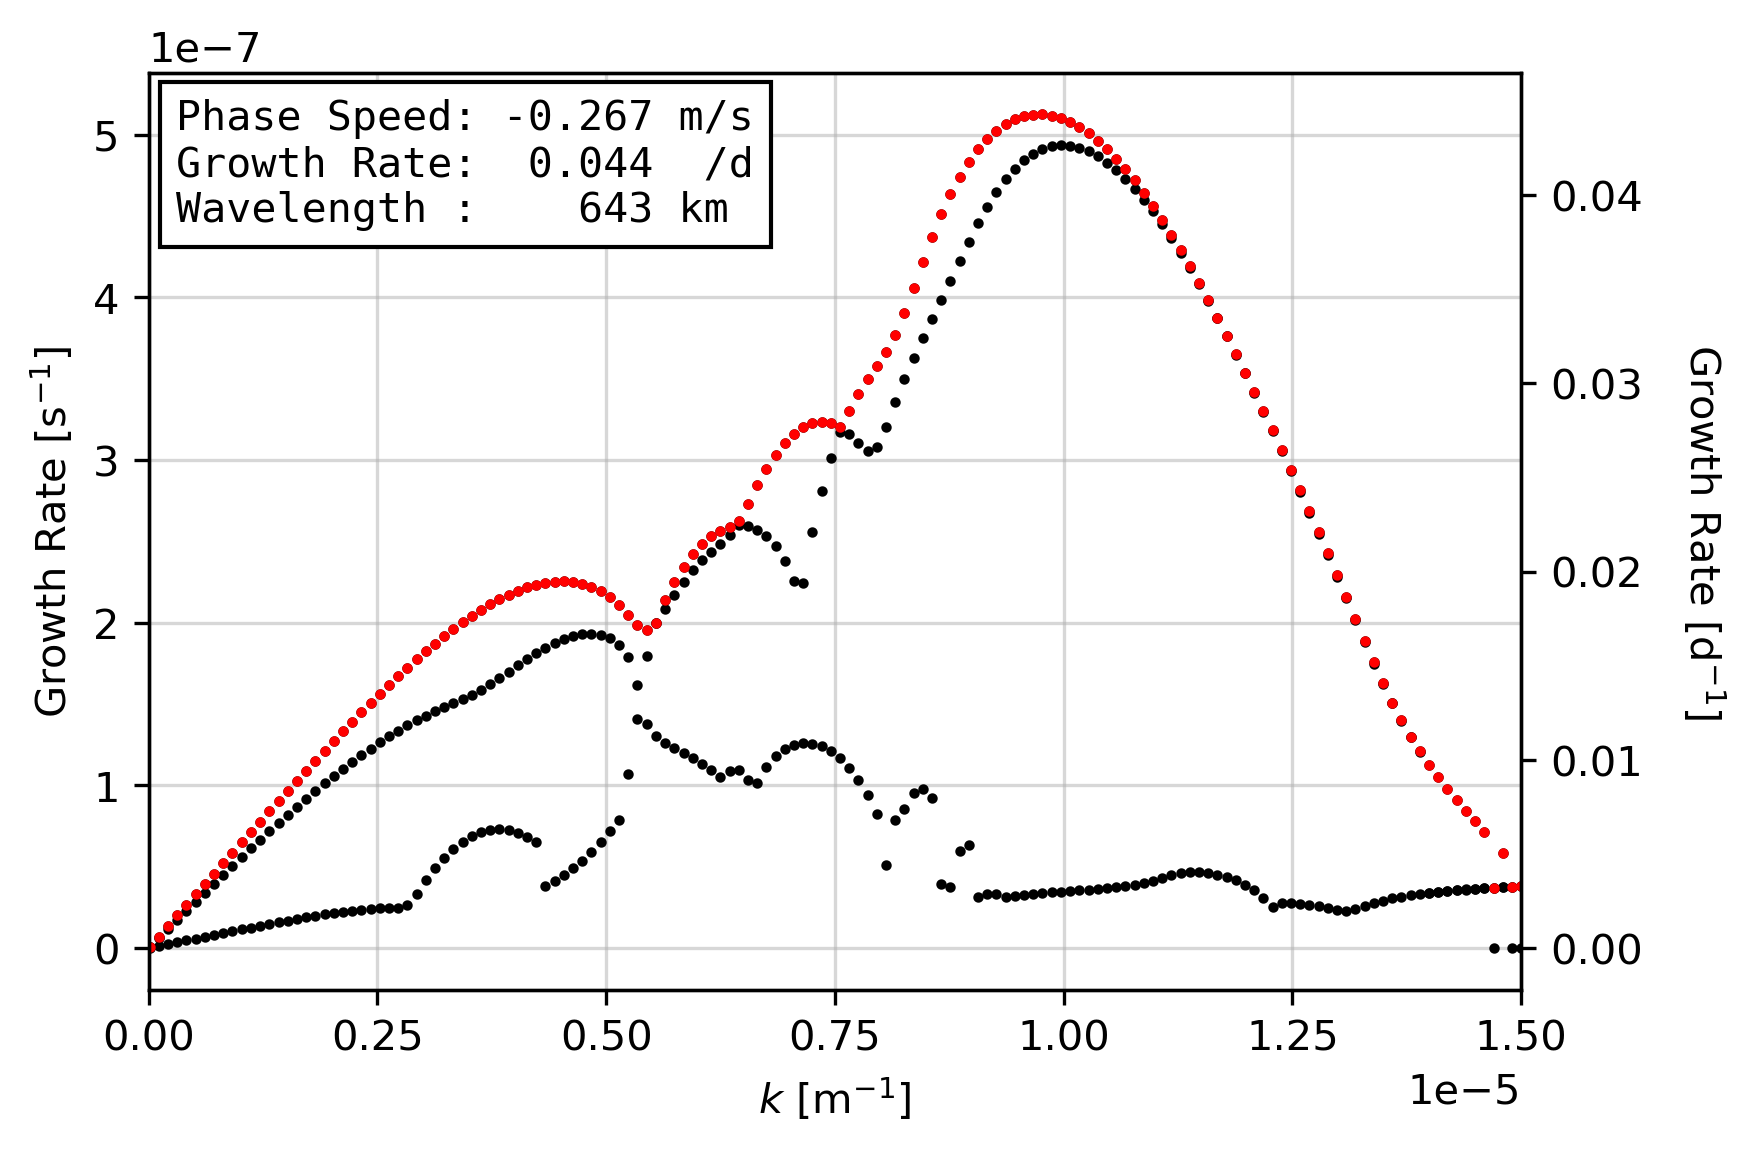 1e−7
Phase Speed: -0.267 m/s
Growth Rate:  0.044  /d
Wavelength :    643 km
5
4
3
2
1
0
Growth Rate [s⁻¹]
0.04
0.03
0.02
0.01
0.00
Growth Rate [d⁻¹]
0.00 0.25 0.50 0.75 1.00 1.25 1.50
1e−5
k [m⁻¹]